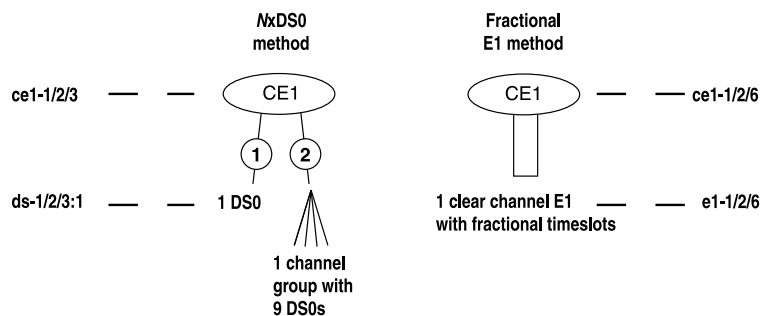 NxDS0
method
Fractional
E1 method
ce1-1/2/3
CE1
CE1
ce1-1/2/6
1
2
ds-1/2/3:1
1 DS0
1 clear channel E1
with fractional timeslots
e1-1/2/6
1 channel
group with
9 DS0s